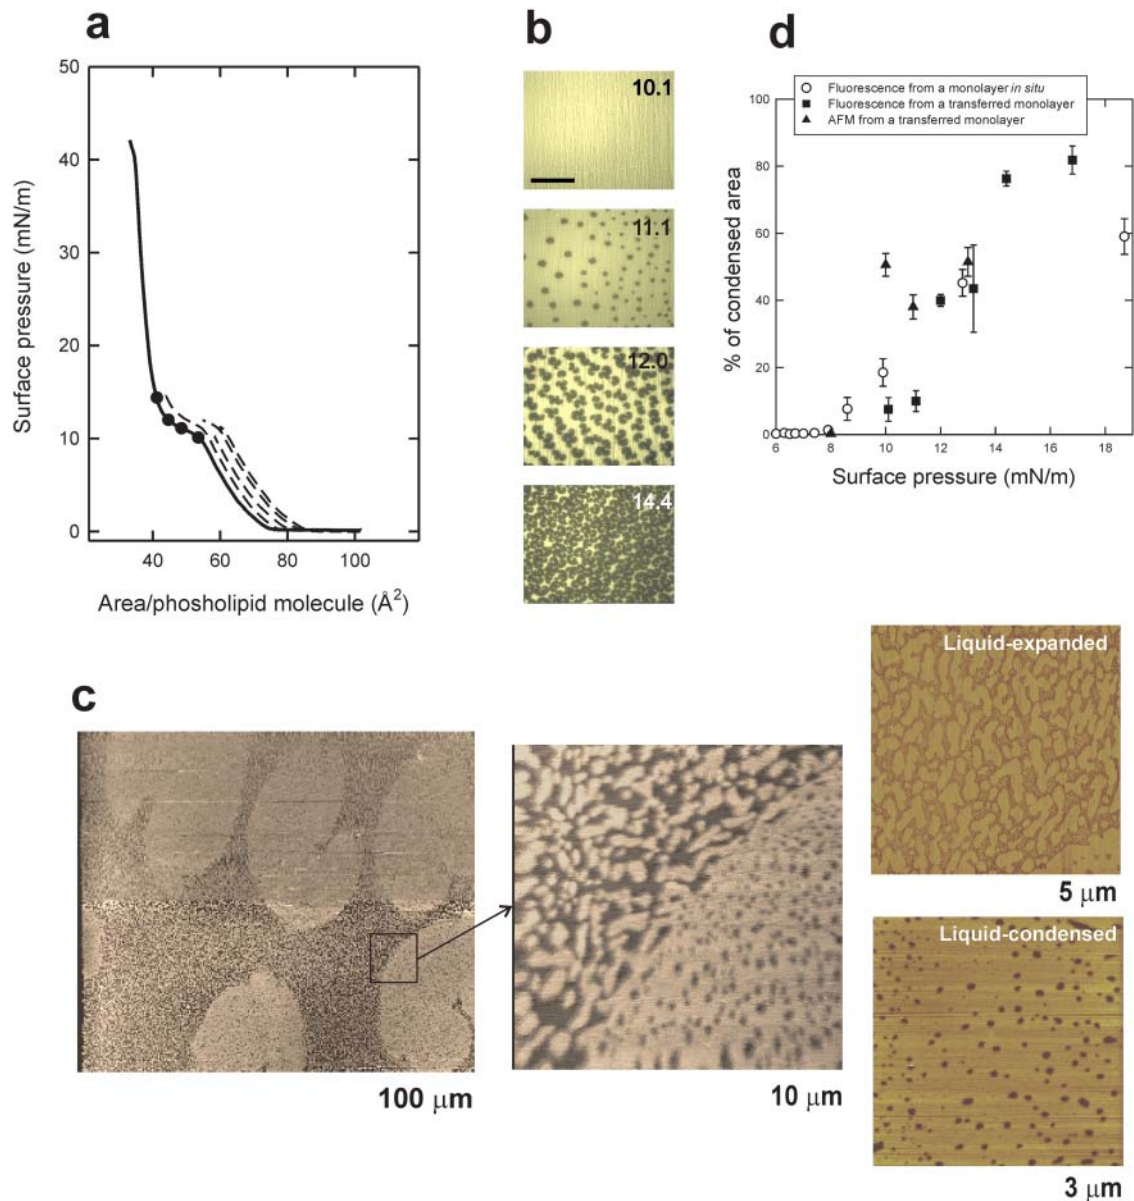 a
50
40
30
20
10
0
40
60
80
100
Surface pressure (mN/m)
Area/phosholipid molecule (Å2)
b
10.1
11.1
12.0
14.4
d
Fluorescence from a monolayer in situ
Fluorescence from a transferred monolayer
AFM from a transferred monolayer
100
80
60
40
20
0
6
8
10
12
14
16
18
% of condensed area
Surface pressure (mN/m)
c
100 μm
10 μm
Liquid-expanded
5 μm
Liquid-condensed
3 μm